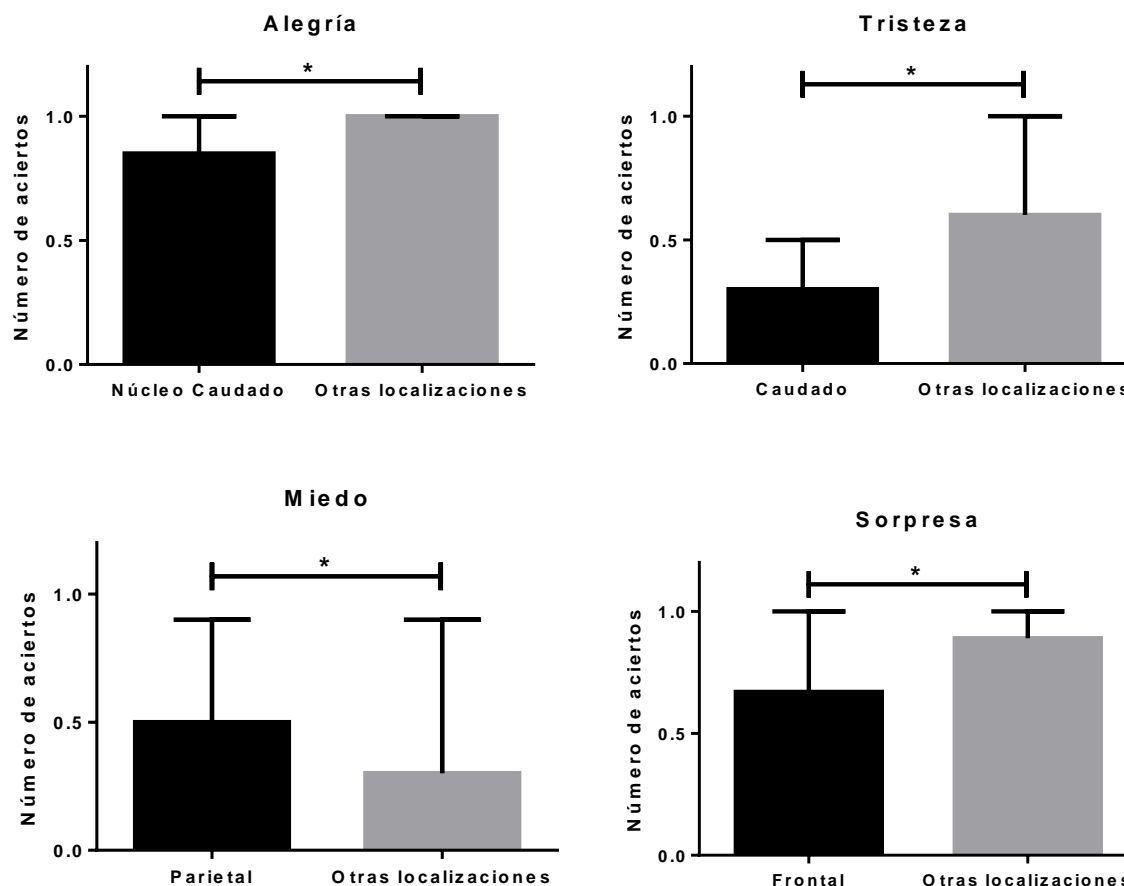 Alegría
*
Número de aciertos
1.0
0.5
0.0
Núcleo Caudado
Otras localizaciones
Tristeza
*
Número de aciertos
1.0
0.5
0.0
Caudado
Otras localizaciones
Miedo
*
Número de aciertos
1.0
0.5
0.0
Parietal
Otras localizaciones
Sorpresa
*
Número de aciertos
1.0
0.5
0.0
Frontal
Otras localizaciones